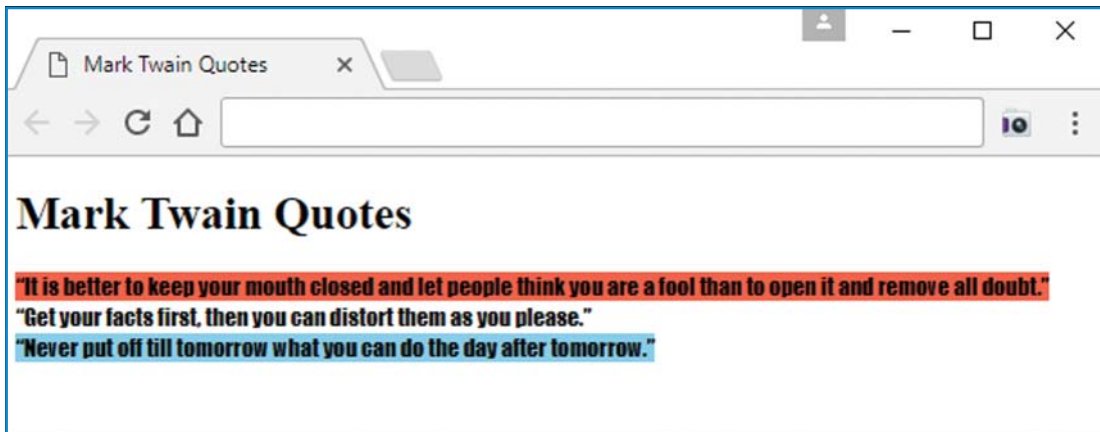 Mark Twain Quotes
Mark Twain Quotes
“It is better to keep your mouth closed and let people think you are a fool than to open it and remove all doubt.”
“Get your facts first, then you can distort them as you please.”
“Never put off till tomorrow what you can do the day after tomorrow.”